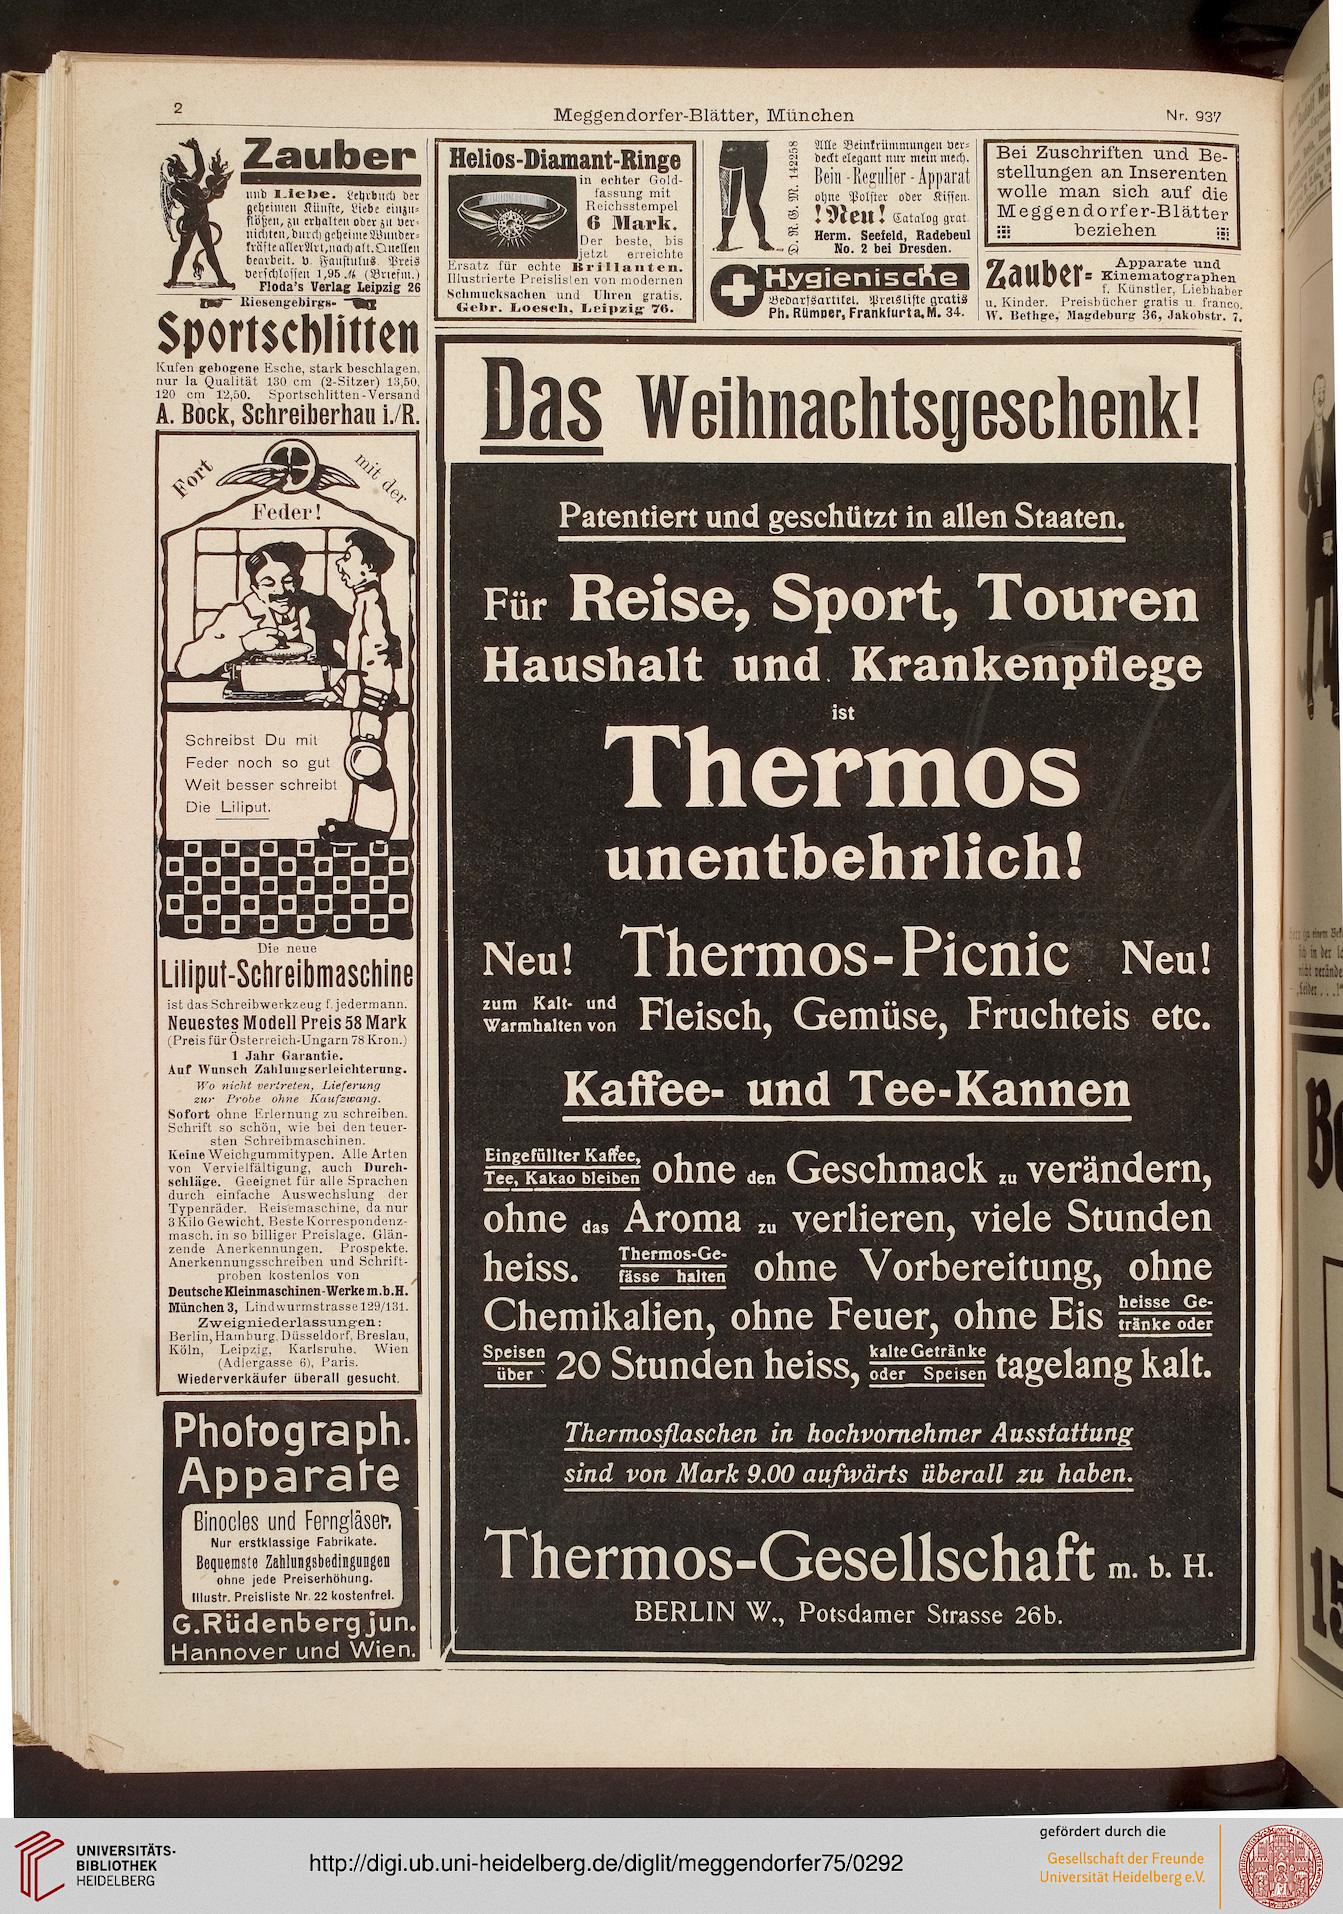 2
Meggendorfer-Blätter, München
Nr. 937
Zauber
und Liebe. Lehrbuch der
geheimen Künste, Liebe einzu-
flößen, zu erhalten oder zu ver-
nichten, durch geheime Wunder-
kräfte aller Art, nach alt. Quellen
bearbeit. v. Faustulus. Preis
verschlossen 1,95 ℳ (Briefm.)
Floda's Verlag Leipzig 26
Riesengebirgs-
Sportschlitten
Kufen gebogene Esche, stark beschlagen,
nur Ia Qualität 130 cm (2-Sitzer) 13,50,
120 cm 12,50. Sportschlitten-Versand
A. Bock, Schreiberhau i./R.
Fort mit der
Feder!
Schreibst Du mit
Feder noch so gut
Weit besser schreibt
Die Liliput.
Die neue
Liliput-Schreibmaschine
ist das Schreibwerkzeug f. jedermann.
Neuestes Modell Preis 58 Mark
(Preis für Österreich-Ungarn 78 Kron.)
1 Jahr Garantie.
Auf Wunsch Zahlungserleichterung.
Wo nicht vertreten, Lieferung
zur Probe ohne Kaufzwang.
Sofort ohne Erlernung zu schreiben.
Schrift so schön, wie bei den teuer-
sten Schreibmaschinen.
Keine Weichgummitypen. Alle Arten
von Vervielfältigung, auch Durch-
schläge. Geeignet für alle Sprachen
durch einfache Auswechslung der
Typenräder. Reisemaschine, da nur
3 Kilo Gewicht. Beste Korrespondenz-
masch. in so billiger Preislage. Glän-
zende Anerkennungen. Prospekte.
Anerkennungsschreiben und Schrift-
proben kostenlos von
Deutsche Kleinmaschinen-Werke m.b.H.
München 3, Lindwurmstrasse 129/131.
Zweigniederlassungen:
Berlin, Hamburg, Düsseldorf, Breslau,
Köln, Leipzig, Karlsruhe. Wien
(Adlergasse 6), Paris.
Wiederverkäufer überall gesucht.
Photograph.
Apparate
Binocles und Ferngläser.
Nur erstklassige Fabrikate.
Bequemste Zahlungsbedingungen
ohne jede Preiserhöhung.
Illustr. Preisliste Nr. 22 kostenfrei.
G. Rüdenberg jun.
Hannover und Wien.
Helios-Diamant-Ringe
in echter Gold-
fassung mit
Reichsstempel
6 Mark.
Der beste, bis
jetzt erreichte
Ersatz für echte Brillanten.
Illustrierte Preislisten von modernen
Schmucksachen und Uhren gratis.
Gebr. Loesch, Leipzig 76.
D. R. G. M. 142258
Alle Beinkrümmungen ver-
deckt elegant nur mein mech.
Bein-Regulier-Apparat
ohne Polster oder Kissen.
!Neu! Catalog grat.
Herm. Seefeld, Radebeul
No. 2 bei Dresden.
Hygienische
Bedarfsartikel. Preisliste gratis
Ph. Rümper, Frankfurt a. M. 34.
Bei Zuschriften und Be-
stellungen an Inserenten
wolle man sich auf die
Meggendorfer-Blätter
beziehen
Zauber- Apparate und
Kinematographen
f. Künstler, Liebhaber
u. Kinder. Preisbücher gratis u. franco.
W. Bethge, Magdeburg 36, Jakobstr. 7.
Das Weihnachtsgeschenk!
Patentiert und geschützt in allen Staaten.
Für Reise, Sport, Touren
Haushalt und Krankenpflege
ist
Thermos
unentbehrlich!
Neu! Thermos-Picnic Neu!
zum Kalt- und Warmhalten von Fleisch, Gemüse, Fruchteis etc.
Kaffee- und Tee-Kannen
Eingefüllter Kaffee, Tee, Kakao bleiben ohne den Geschmack zu verändern,
ohne das Aroma zu verlieren, viele Stunden
heiss. Thermos-Gefässe halten ohne Vorbereitung, ohne
Chemikalien, ohne Feuer, ohne Eis heisse Getränke oder
Speisen über 20 Stunden heiss, kalte Getränke oder Speisen tagelang kalt.
Thermosflaschen in hochvornehmer Ausstattung
sind von Mark 9.00 aufwärts überall zu haben.
Thermos-Gesellschaft m. b. H.
BERLIN W., Potsdamer Strasse 26b.
UNIVERSITÄTS-
BIBLIOTHEK
HEIDELBERG
http://digi.ub.uni-heidelberg.de/diglit/meggendorfer75/0292
gefördert durch die
Gesellschaft der Freunde
Universität Heidelberg e.V.